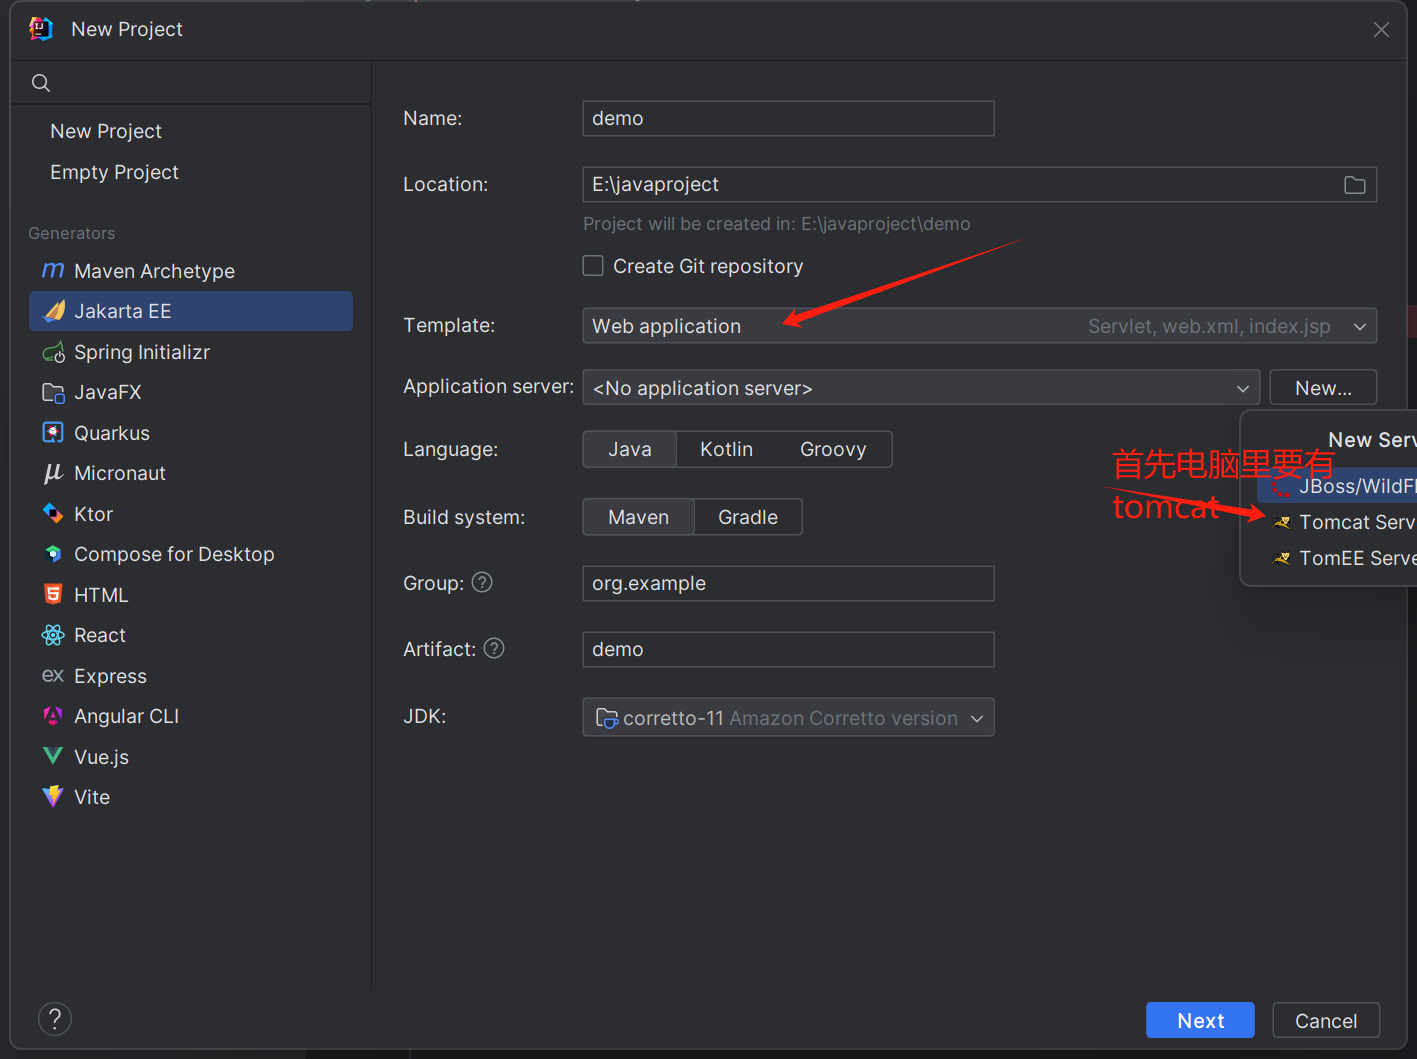 New Project
New Project
Empty Project
Generators
Maven Archetype
Jakarta EE
Spring Initializr
JavaFX
Quarkus
Micronaut
Ktor
Compose for Desktop
HTML
React
Express
Angular CLI
Vue.js
Vite
Name: demo
Location: E:\javaproject
Project will be created in: E:\javaproject\demo
Create Git repository
Template: Web application Servlet, web.xml, index.jsp
Application server: <No application server> New...
New Serv
JBoss/WildFl
Tomcat Serv
TomEE Serve
首先电脑里要有
tomcat
Language: Java Kotlin Groovy
Build system: Maven Gradle
Group: ? org.example
Artifact: ? demo
JDK: corretto-11 Amazon Corretto version
? Next Cancel